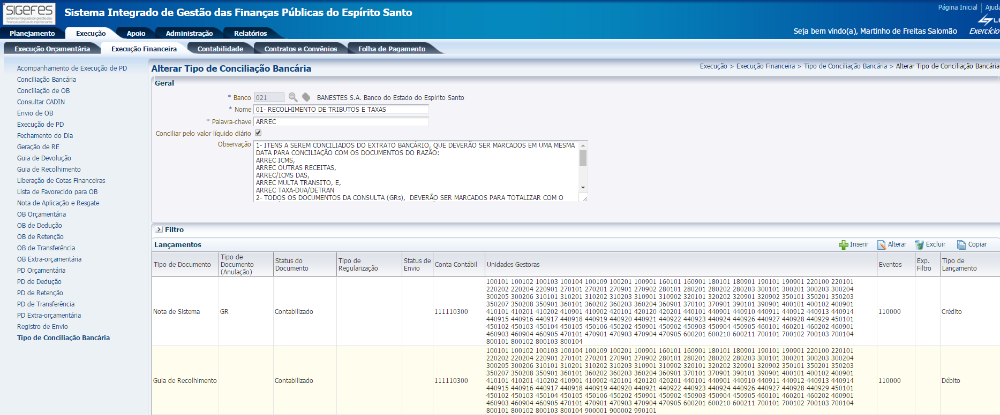 SIGEFES
sistema integrado de gestão das
finanças públicas do espírito santo
Sistema Integrado de Gestão das Finanças Públicas do Espírito Santo
Página Inicial
Seja bem vindo(a), Martinho de Freitas Salomão
Exercício
Planejamento
Execução
Apoio
Administração
Relatórios
Execução Orçamentária
Execução Financeira
Contabilidade
Contratos e Convênios
Folha de Pagamento
Acompanhamento de Execução de PD
Conciliação Bancária
Conciliação de OB
Consultar CADIN
Envio de OB
Execução de PD
Fechamento do Dia
Geração de RE
Guia de Devolução
Guia de Recolhimento
Liberação de Cotas Financeiras
Lista de Favorecido para OB
Nota de Aplicação e Resgate
OB Orçamentária
OB de Dedução
OB de Retenção
OB de Transferência
OB Extra-orçamentária
PD Orçamentária
PD de Dedução
PD de Retenção
PD de Transferência
PD Extra-orçamentária
Registro de Envio
Tipo de Conciliação Bancária
Alterar Tipo de Conciliação Bancária
Execução > Execução Financeira > Tipo de Conciliação Bancária > Alterar Tipo de Conciliação Bancária
Geral
* Banco 021 BANESTES S.A. Banco do Estado do Espírito Santo
* Nome 01- RECOLHIMENTO DE TRIBUTOS E TAXAS
* Palavra-chave ARREC
Conciliar pelo valor líquido diário
Observação
1- ITENS A SEREM CONCILIADOS DO EXTRATO BANCÁRIO, QUE DEVERÃO SER MARCADOS EM UMA MESMA
DATA PARA CONCILIAÇÃO COM OS DOCUMENTOS DO RAZÃO:
ARREC ICMS,
ARREC OUTRAS RECEITAS,
ARREC/ICMS DAS,
ARREC MULTA TRANSITO, E,
ARREC TAXA-DUA/DETRAN
2- TODOS OS DOCUMENTOS DA CONSULTA (GRs), DEVERÃO SER MARCADOS PARA TOTALIZAR COM O
Filtro
Lançamentos
Inserir
Alterar
Excluir
Copiar
Tipo de Documento
Tipo de
Documento
(Anulação)
Status do
Documento
Tipo de
Regularização
Status de
Envio
Conta Contábil
Unidades Gestoras
Eventos
Exp.
Filtro
Tipo de
Lançamento
Nota de Sistema
GR
Contabilizado
111110300
100101 100102 100103 100104 100109 100201 100901 160101 160901 180101 180901 190101 190901 220100 220101
220202 220204 220901 270101 270201 270901 270902 280101 280201 280202 280203 300101 300201 300203 300204
300205 300206 310101 310201 310202 310203 310901 310902 320101 320202 320901 320902 350101 350201 350203
350207 350208 350901 360101 360202 360203 360204 360901 370101 370901 390101 390901 400101 400102 400901
410101 410201 410202 410901 410902 420101 420120 420201 440101 440901 440910 440911 440912 440913 440914
440915 440916 440917 440918 440919 440920 440921 440922 440923 440924 440926 440927 440928 440929 450101
450102 450103 450104 450105 450106 450202 450901 450902 450903 450904 450905 460101 460201 460202 460901
460903 460904 460905 470101 470901 470903 470904 470905 600201 600210 600211 700101 700102 700103 700104
800101 800102 800103 800104
110000
Crédito
Guia de Recolhimento
Contabilizado
111110300
100101 100102 100103 100104 100109 100201 100901 160101 160901 180101 180901 190101 190901 220100 220101
220202 220204 220901 270101 270201 270901 270902 280101 280201 280202 280203 300101 300201 300203 300204
300205 300206 310101 310201 310202 310203 310901 310902 320101 320202 320901 320902 350101 350201 350203
350207 350208 350901 360101 360202 360203 360204 360901 370101 370901 390101 390901 400101 400102 400901
410101 410201 410202 410901 410902 420101 420120 420201 440101 440901 440910 440911 440912 440913 440914
440915 440916 440917 440918 440919 440920 440921 440922 440923 440924 440926 440927 440928 440929 450101
450102 450103 450104 450105 450106 450202 450901 450902 450903 450904 450905 460101 460201 460202 460901
460903 460904 460905 470101 470901 470903 470904 470905 600201 600210 600211 700101 700102 700103 700104
800101 800102 800103 800104 900001 900002 990101
110000
Débito